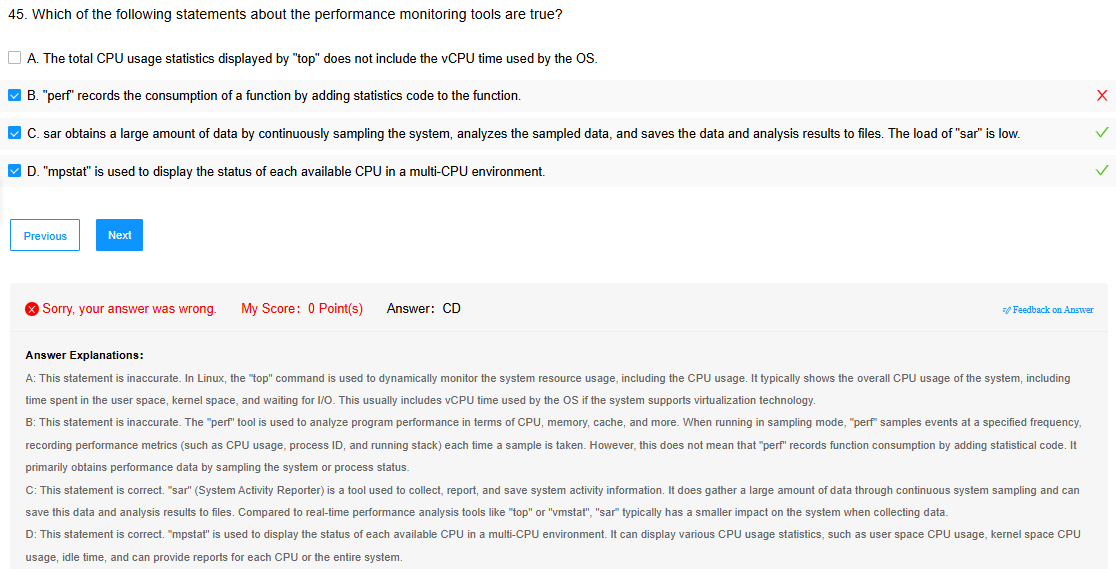 45. Which of the following statements about the performance monitoring tools are true?
A. The total CPU usage statistics displayed by "top" does not include the vCPU time used by the OS.
B. "perf" records the consumption of a function by adding statistics code to the function.
C. sar obtains a large amount of data by continuously sampling the system, analyzes the sampled data, and saves the data and analysis results to files. The load of "sar" is low.
D. "mpstat" is used to display the status of each available CPU in a multi-CPU environment.
Previous Next
Sorry, your answer was wrong. My Score: 0 Point(s) Answer: CD Feedback on Answer
Answer Explanations:
A: This statement is inaccurate. In Linux, the "top" command is used to dynamically monitor the system resource usage, including the CPU usage. It typically shows the overall CPU usage of the system, including
time spent in the user space, kernel space, and waiting for I/O. This usually includes vCPU time used by the OS if the system supports virtualization technology.
B: This statement is inaccurate. The "perf" tool is used to analyze program performance in terms of CPU, memory, cache, and more. When running in sampling mode, "perf" samples events at a specified frequency,
recording performance metrics (such as CPU usage, process ID, and running stack) each time a sample is taken. However, this does not mean that "perf" records function consumption by adding statistical code. It
primarily obtains performance data by sampling the system or process status.
C: This statement is correct. "sar" (System Activity Reporter) is a tool used to collect, report, and save system activity information. It does gather a large amount of data through continuous system sampling and can
save this data and analysis results to files. Compared to real-time performance analysis tools like "top" or "vmstat", "sar" typically has a smaller impact on the system when collecting data.
D: This statement is correct. "mpstat" is used to display the status of each available CPU in a multi-CPU environment. It can display various CPU usage statistics, such as user space CPU usage, kernel space CPU
usage, idle time, and can provide reports for each CPU or the entire system.